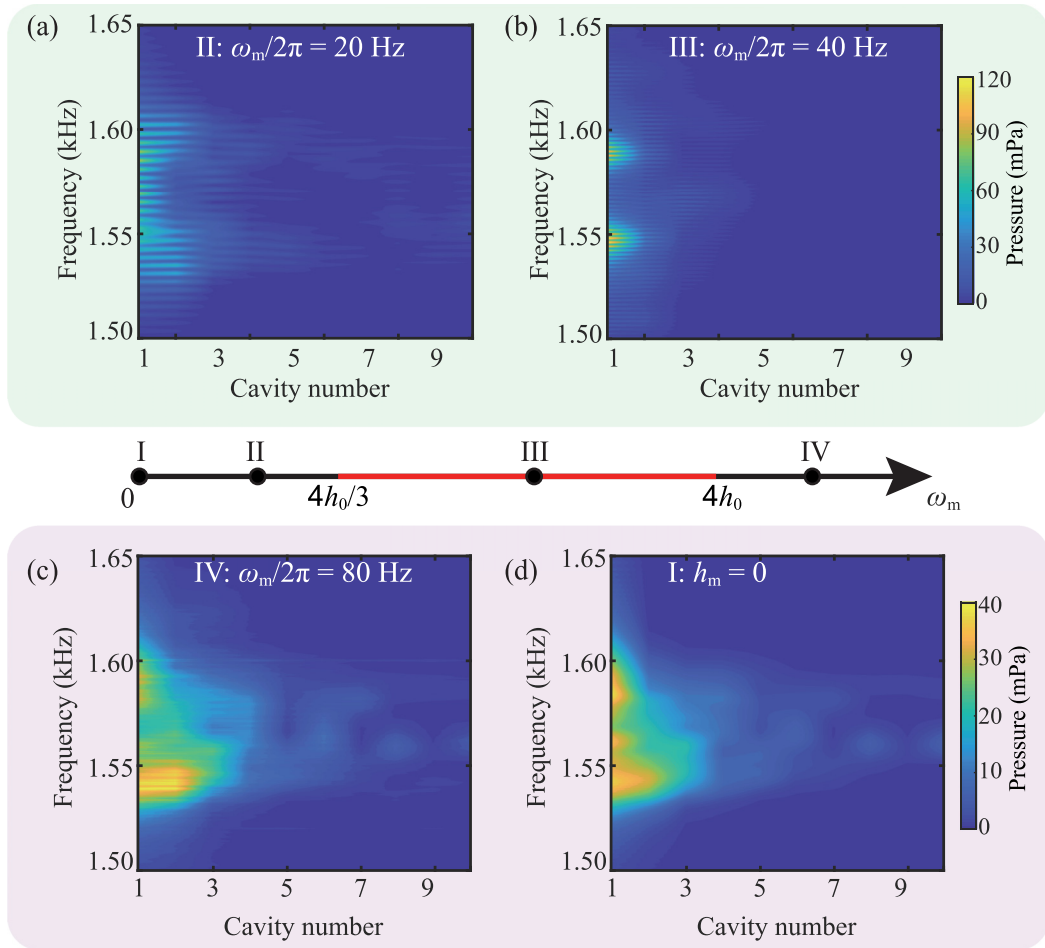 (a)
II: ωm/2π = 20 Hz
1.65
1.60
1.55
1.50
Frequency (kHz)
1 3 5 7 9
Cavity number
(b)
III: ωm/2π = 40 Hz
1.65
1.60
1.55
1.50
Frequency (kHz)
1 3 5 7 9
Cavity number
120
90
60
30
0
Pressure (mPa)
I II III IV
0 4h0/3 4h0 ωm
(c)
IV: ωm/2π = 80 Hz
1.65
1.60
1.55
1.50
Frequency (kHz)
1 3 5 7 9
Cavity number
(d)
I: hm = 0
1.65
1.60
1.55
1.50
Frequency (kHz)
1 3 5 7 9
Cavity number
40
30
20
10
0
Pressure (mPa)